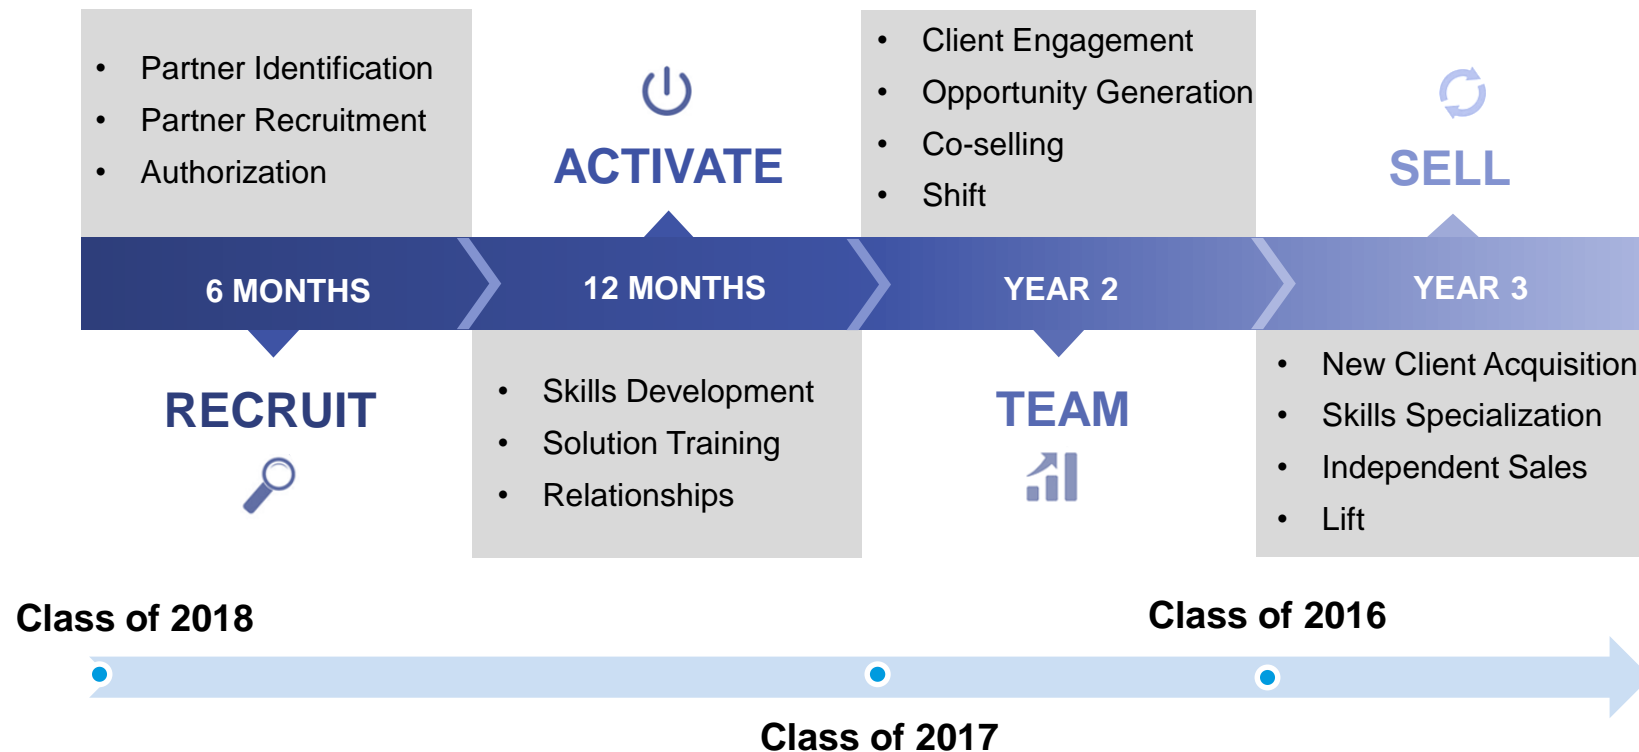 • Partner Identification
• Partner Recruitment
• Authorization
ACTIVATE
• Client Engagement
• Opportunity Generation
• Co-selling
• Shift
SELL
6 MONTHS
12 MONTHS
YEAR 2
YEAR 3
RECRUIT
• Skills Development
• Solution Training
• Relationships
TEAM
• New Client Acquisition
• Skills Specialization
• Independent Sales
• Lift
Class of 2018
Class of 2016
Class of 2017